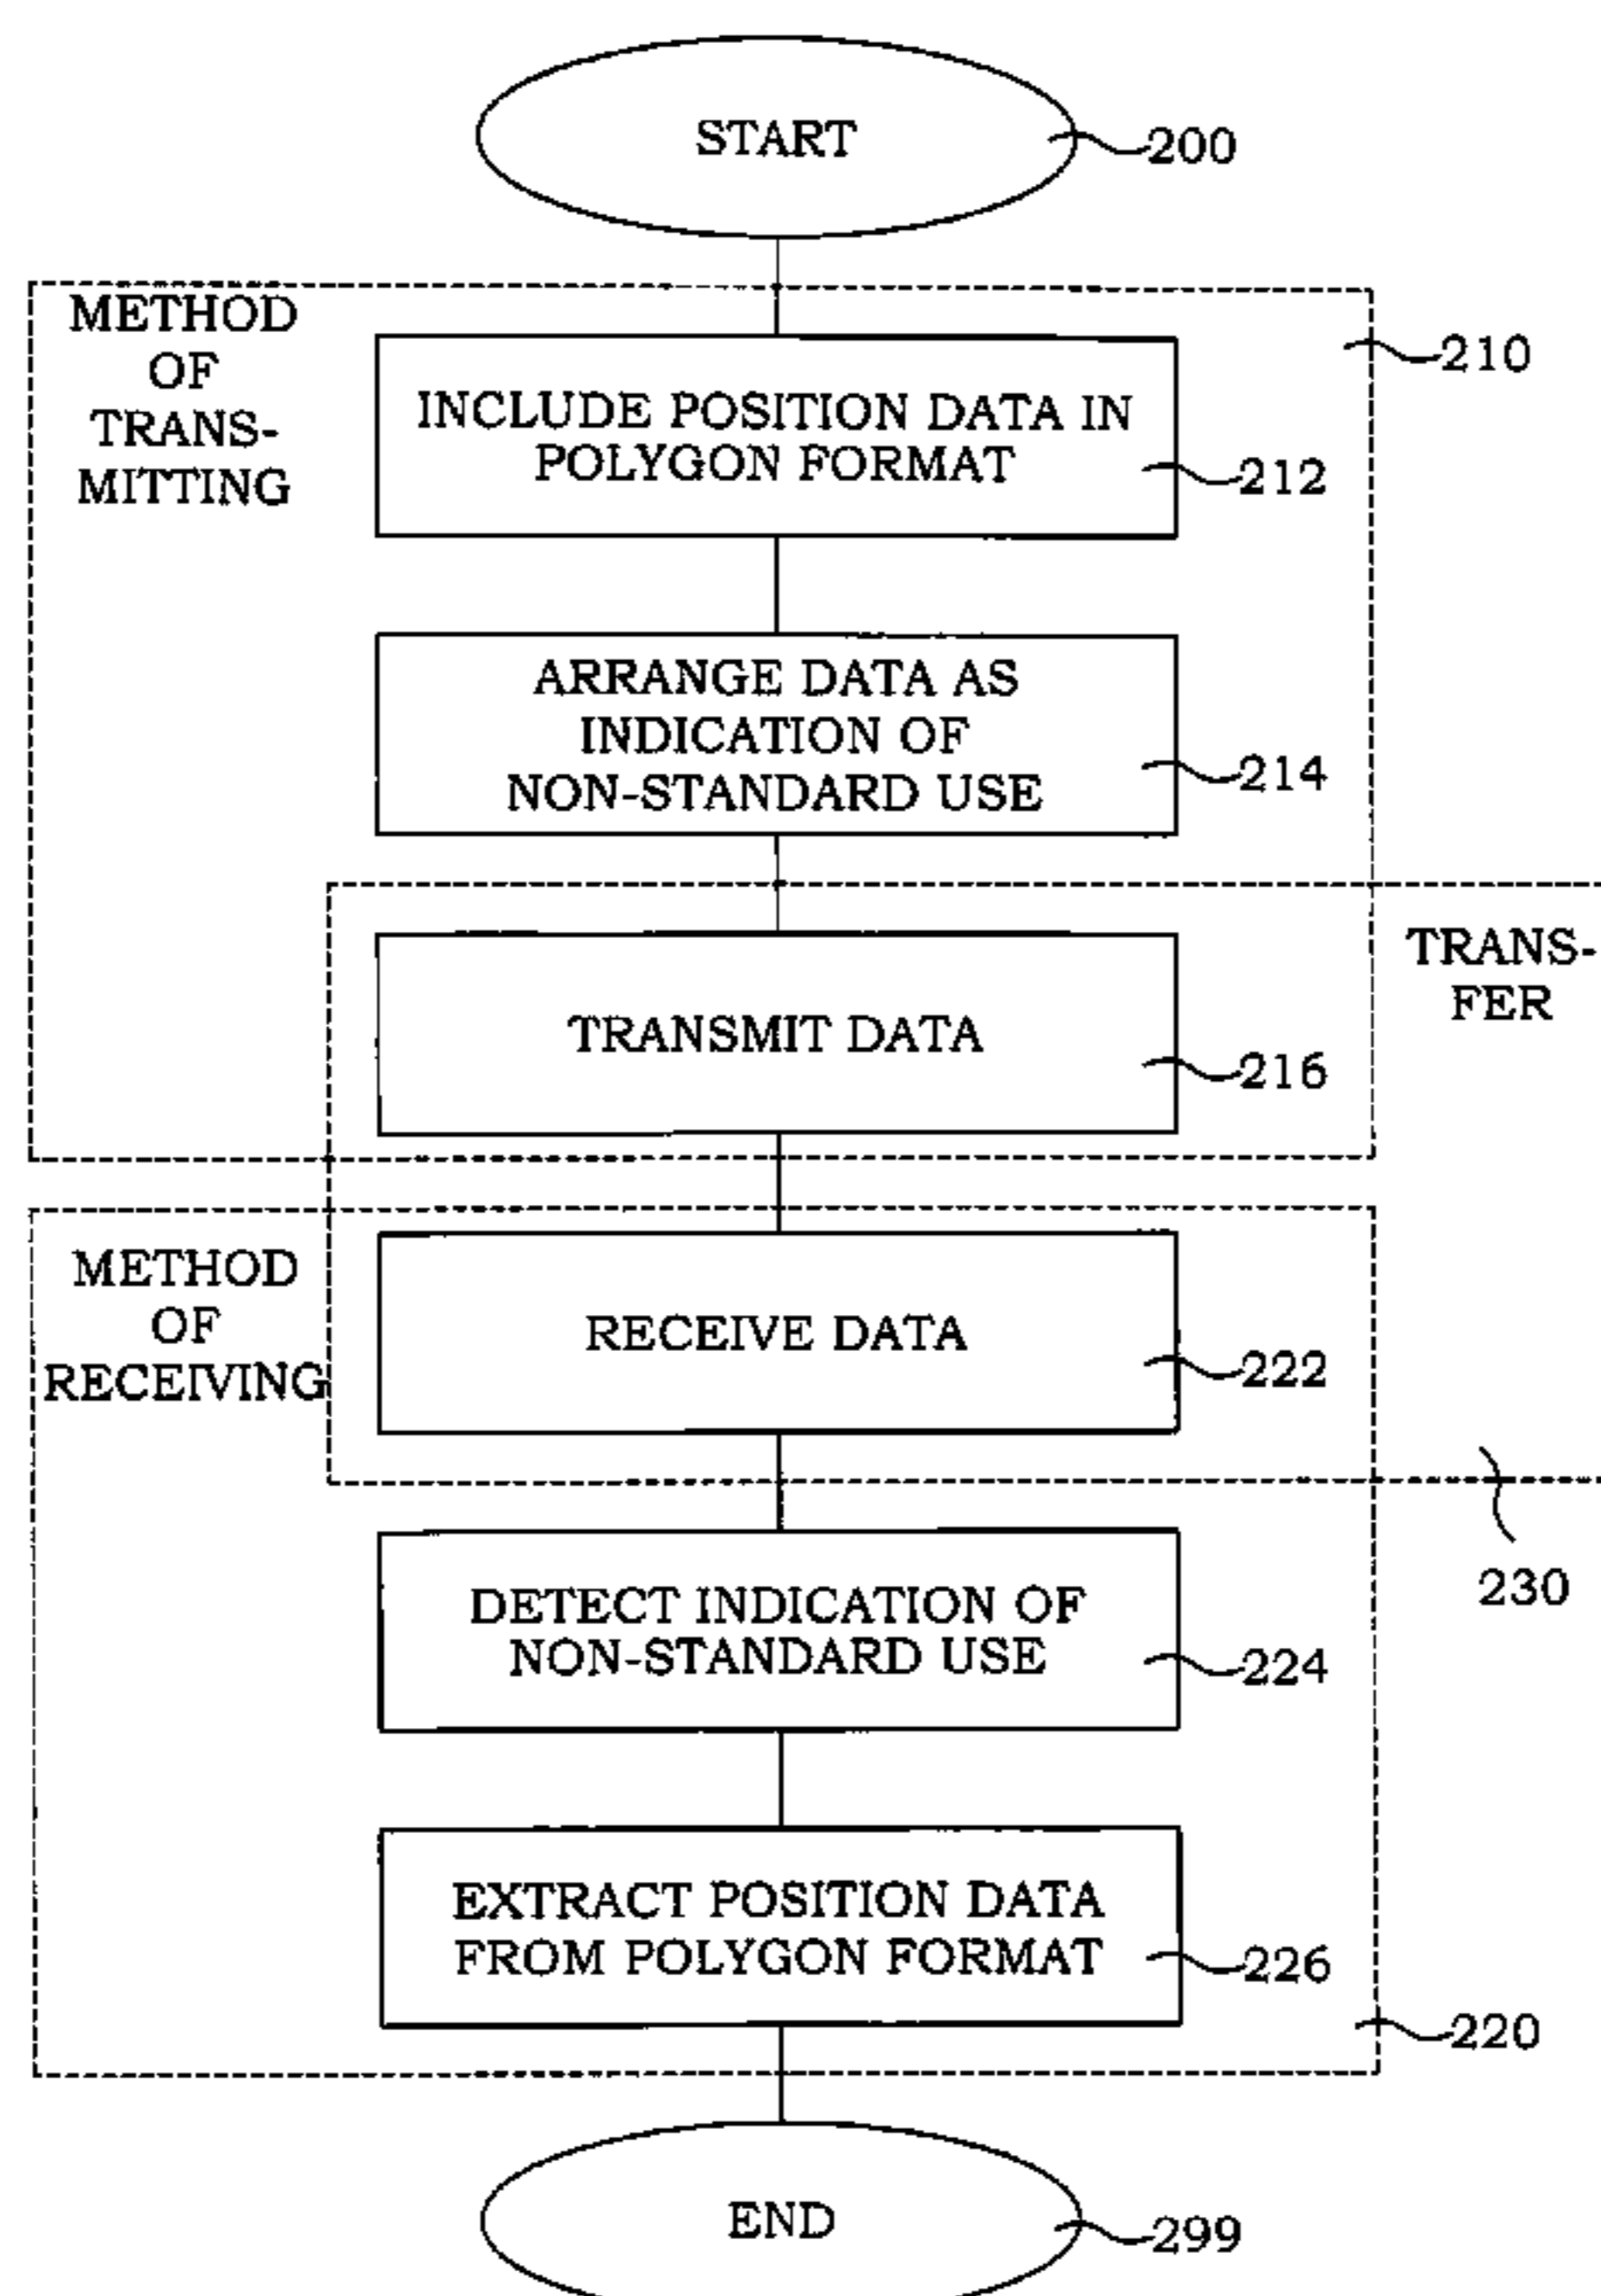 START
200
METHOD
OF
TRANS-
MITTING
210
INCLUDE POSITION DATA IN
POLYGON FORMAT
212
ARRANGE DATA AS
INDICATION OF
NON-STANDARD USE
214
TRANS-
FER
TRANSMIT DATA
216
METHOD
OF
RECEIVING
RECEIVE DATA
222
230
DETECT INDICATION OF
NON-STANDARD USE
224
EXTRACT POSITION DATA
FROM POLYGON FORMAT
226
220
END
299